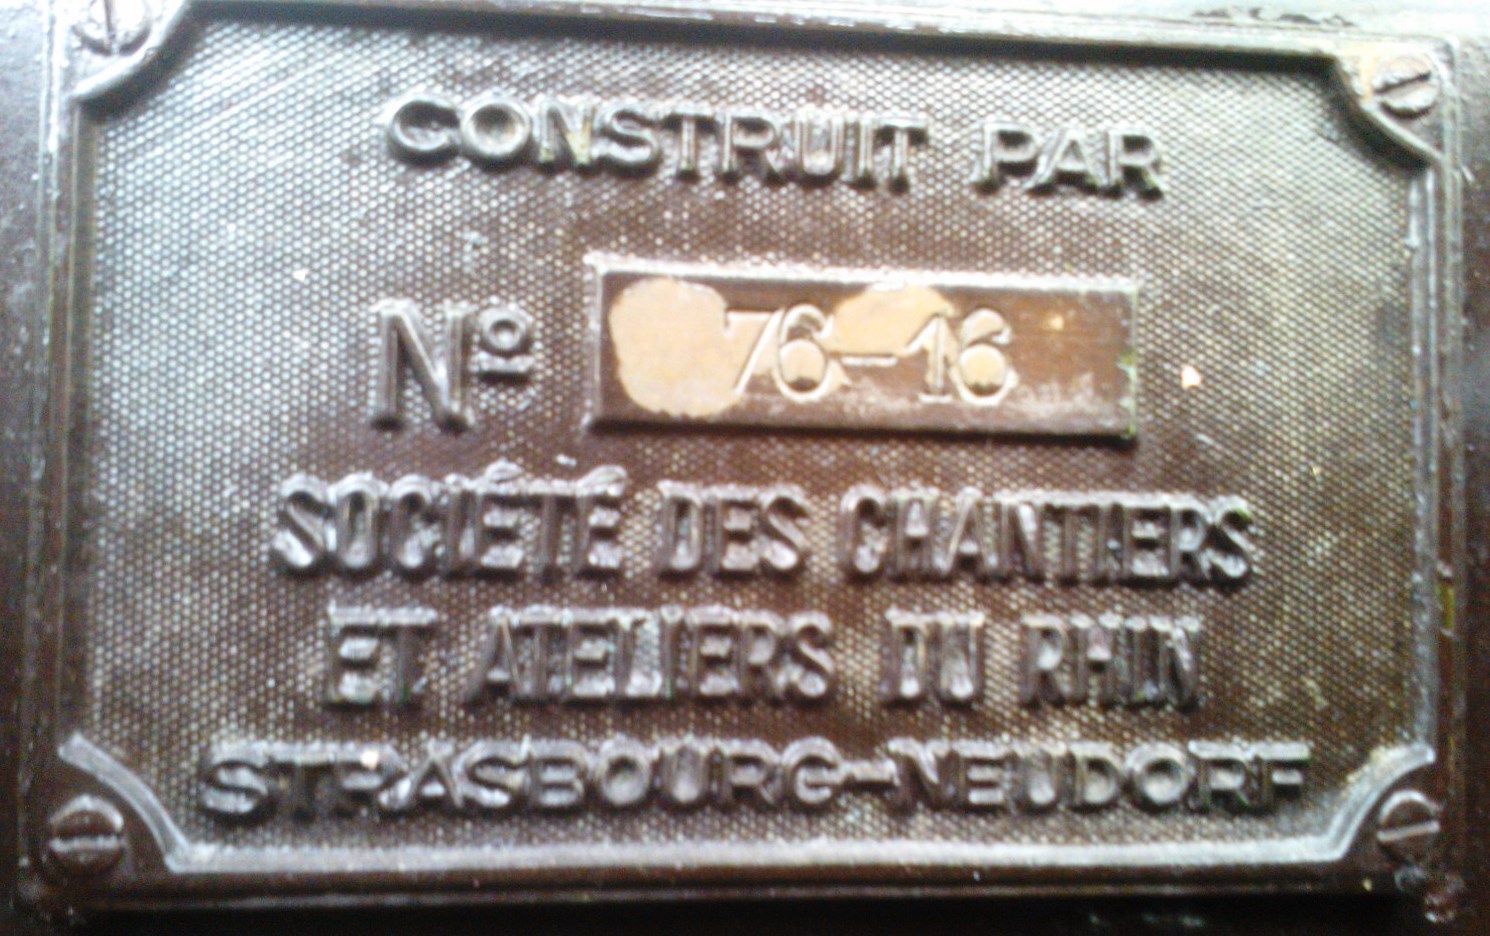 CONSTRUIT PAR
Nº 76-16
SOCIÉTÉ DES CHANTIERS
ET ATELIERS DU RHIN
STRASBOURG-NEUDORF